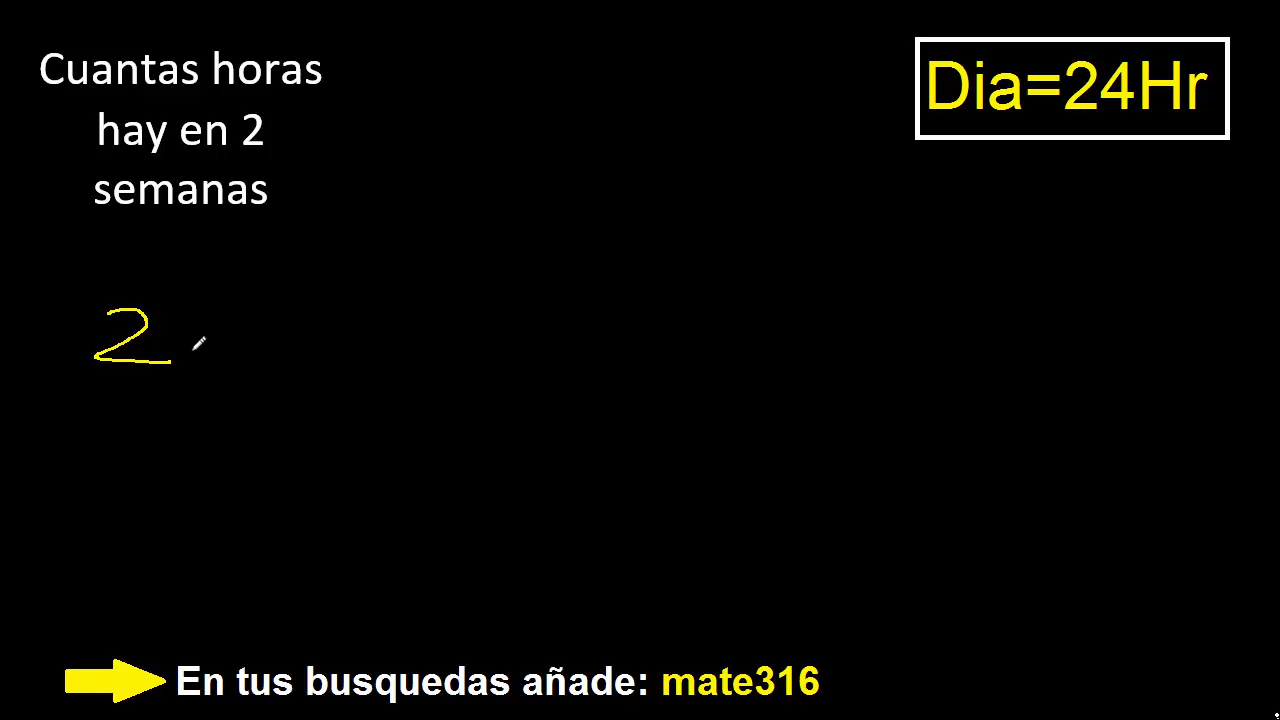 Cuantas horas
hay en 2
semanas
Dia=24Hr
2
En tus busquedas añade: mate316